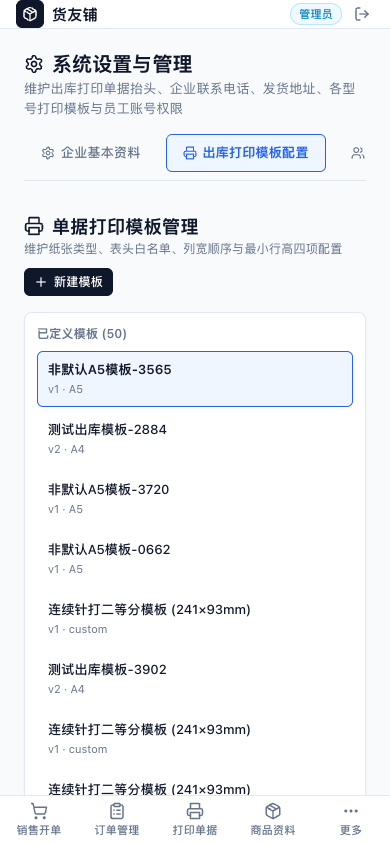 货友铺
管理员
系统设置与管理
维护出库打印单据抬头、企业联系电话、发货地址、各型
号打印模板与员工账号权限
企业基本资料
出库打印模板配置
单据打印模板管理
维护纸张类型、表头白名单、列宽顺序与最小行高四项配置
新建模板
已定义模板 (50)
非默认A5模板-3565
v1 · A5
测试出库模板-2884
v2 · A4
非默认A5模板-3720
v1 · A5
非默认A5模板-0662
v1 · A5
连续针打二等分模板 (241×93mm)
v1 · custom
测试出库模板-3902
v2 · A4
连续针打二等分模板 (241×93mm)
v1 · custom
连续针打二等分模板 (241×93mm)
销售开单
订单管理
打印单据
商品资料
更多